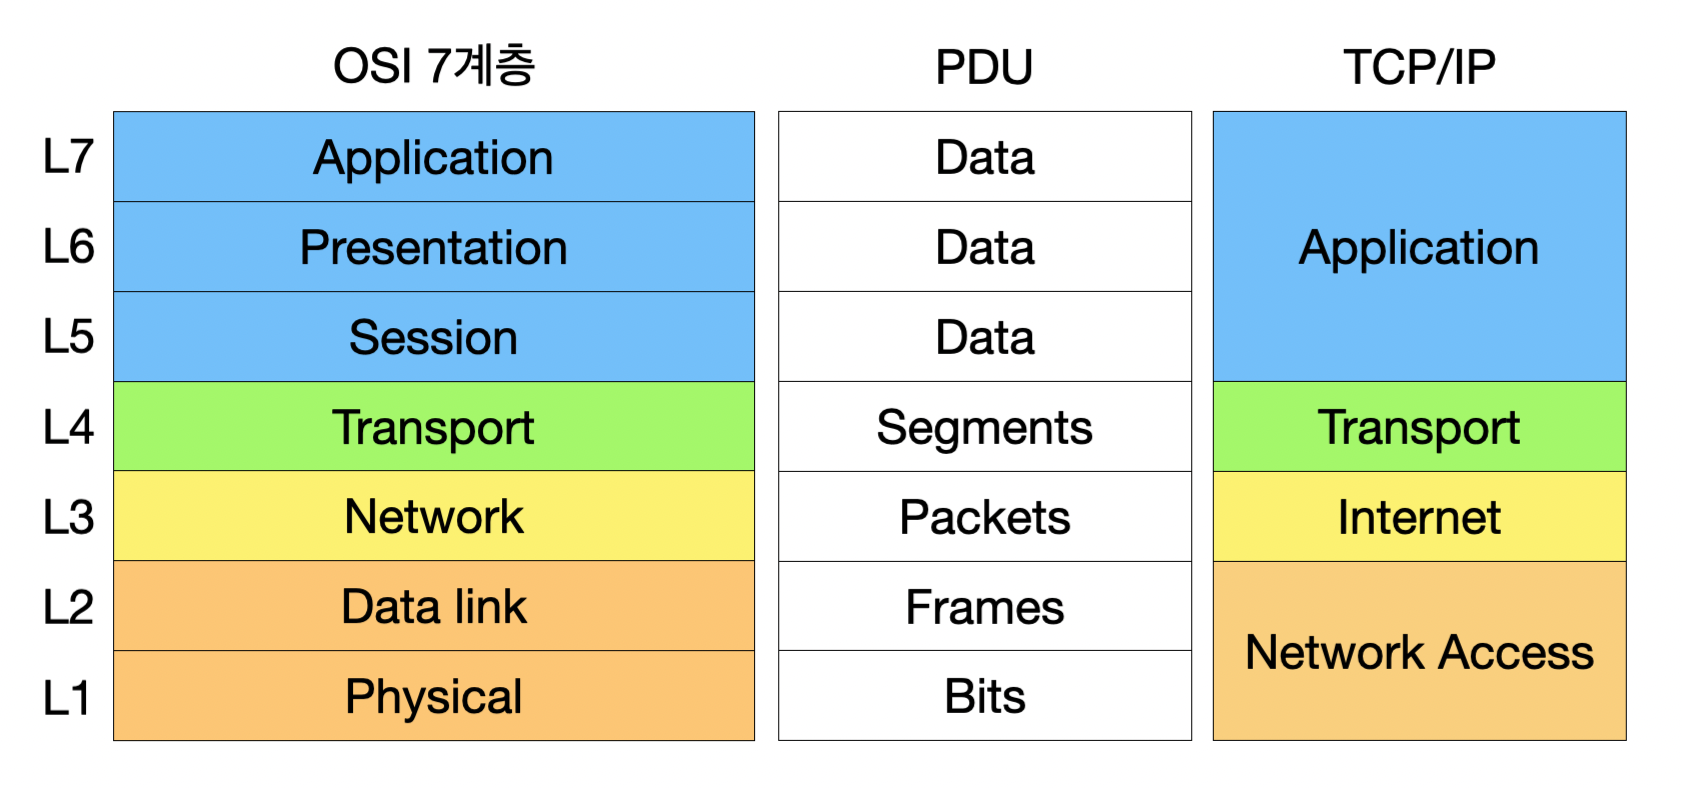 OSI 7계층 PDU TCP/IP
L7 Application Data
L6 Presentation Data Application
L5 Session Data
L4 Transport Segments Transport
L3 Network Packets Internet
L2 Data link Frames
Network Access
L1 Physical Bits